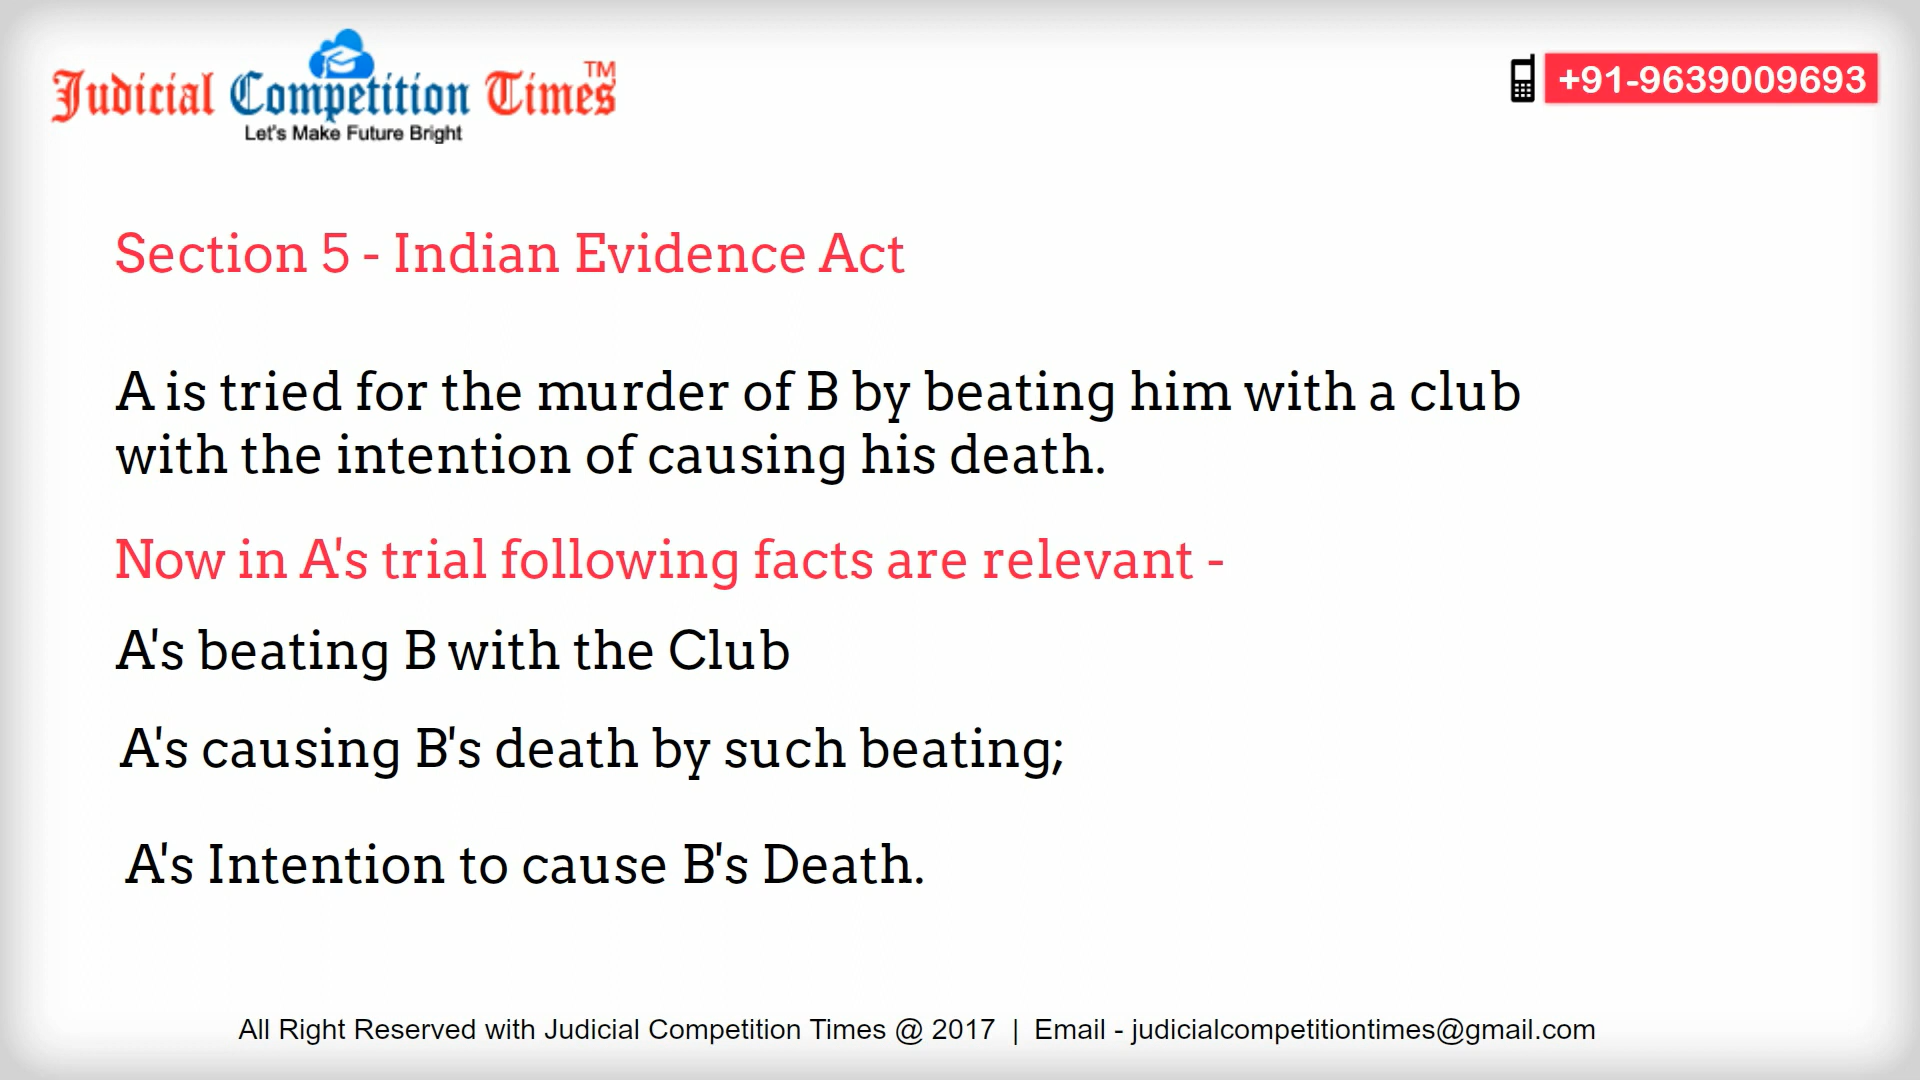 Judicial Competition Times TM
Let's Make Future Bright
+91-9639009693
Section 5 - Indian Evidence Act
A is tried for the murder of B by beating him with a club
with the intention of causing his death.
Now in A's trial following facts are relevant -
A's beating B with the Club
A's causing B's death by such beating;
A's Intention to cause B's Death.
All Right Reserved with Judicial Competition Times @ 2017 | Email - judicialcompetitiontimes@gmail.com